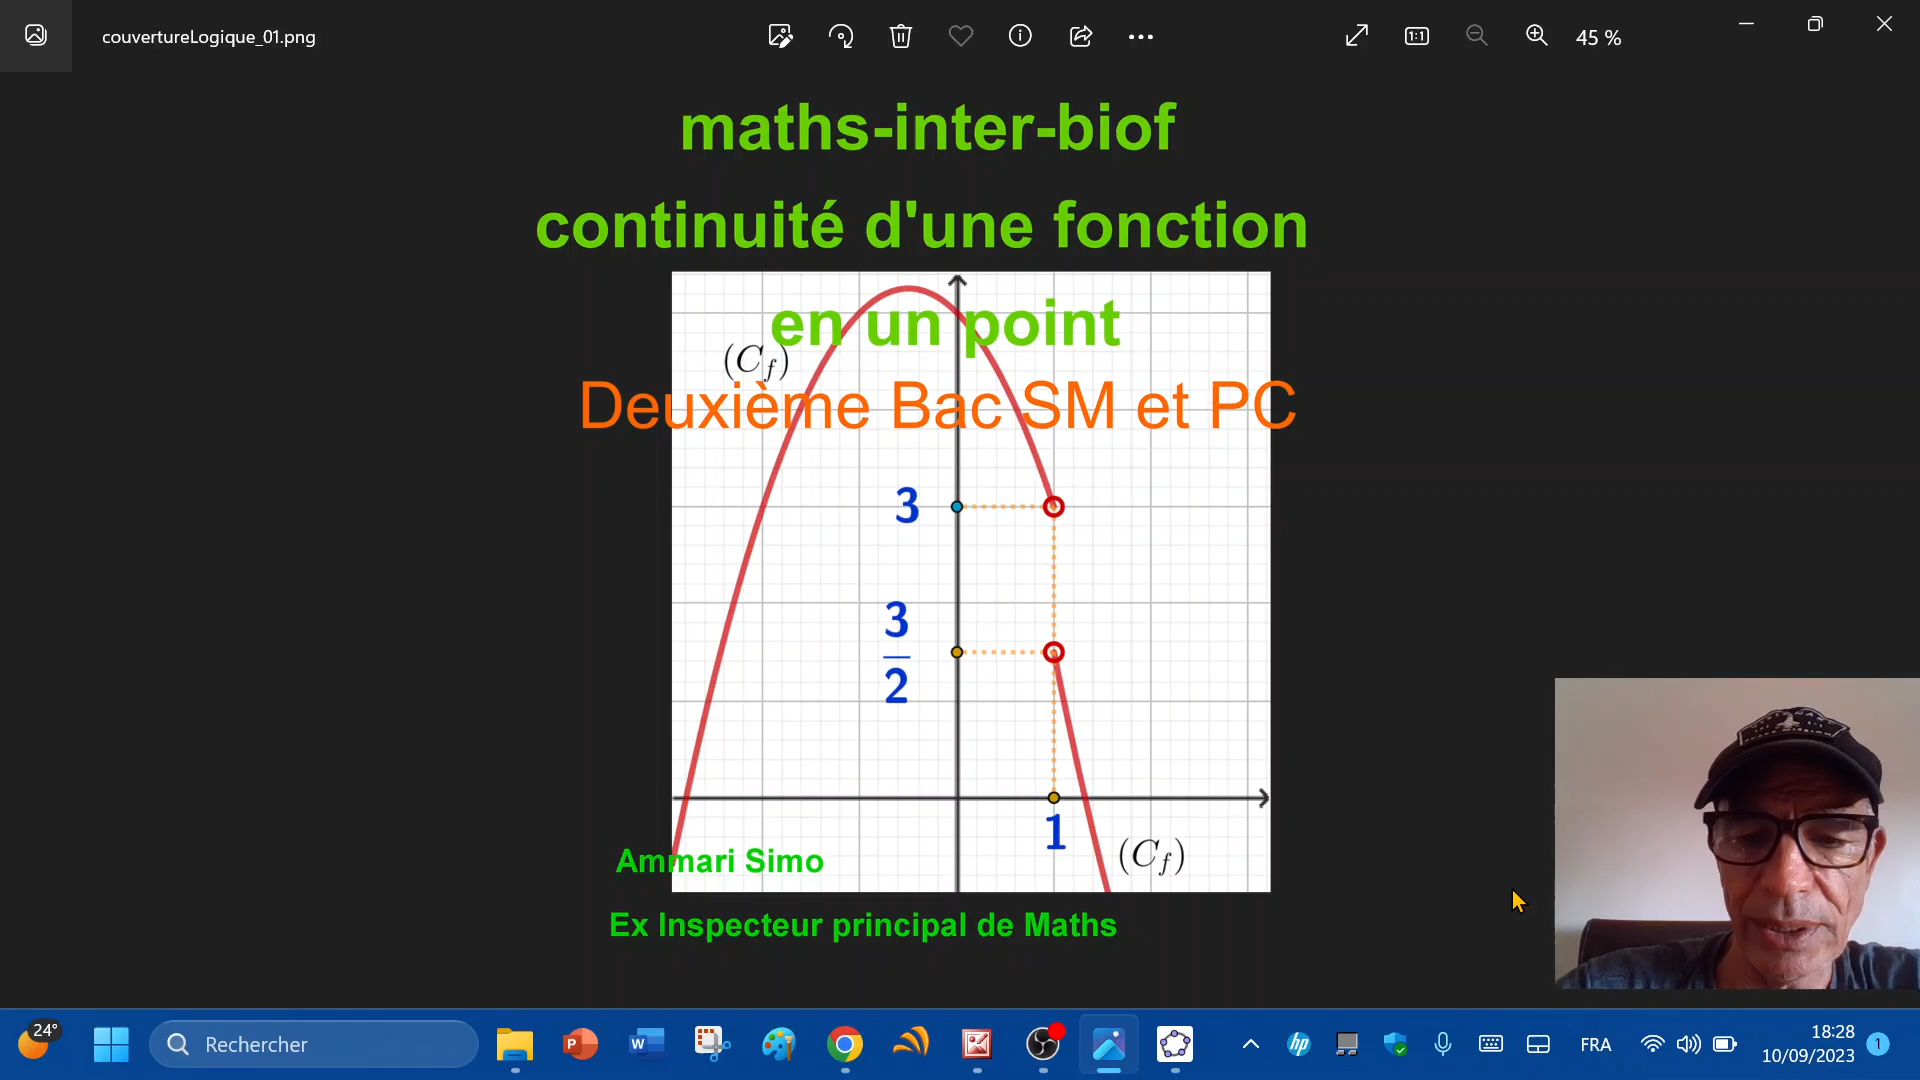 couvertureLogique_01.png
45 %
maths-inter-biof
continuité d'une fonction
en un point
(C_f)
Deuxième Bac SM et PC
3
3
2
1
(C_f)
Ammari Simo
Ex Inspecteur principal de Maths
24°
Rechercher
FRA
18:28
10/09/2023
1